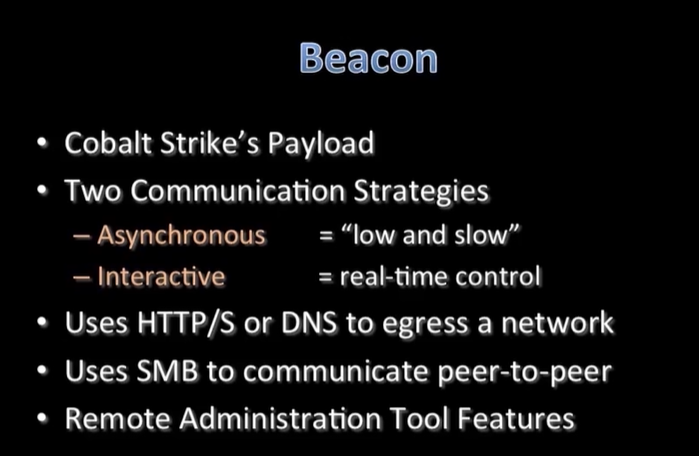 Beacon
• Cobalt Strike’s Payload
• Two Communication Strategies
– Asynchronous = “low and slow”
– Interactive = real-time control
• Uses HTTP/S or DNS to egress a network
• Uses SMB to communicate peer-to-peer
• Remote Administration Tool Features